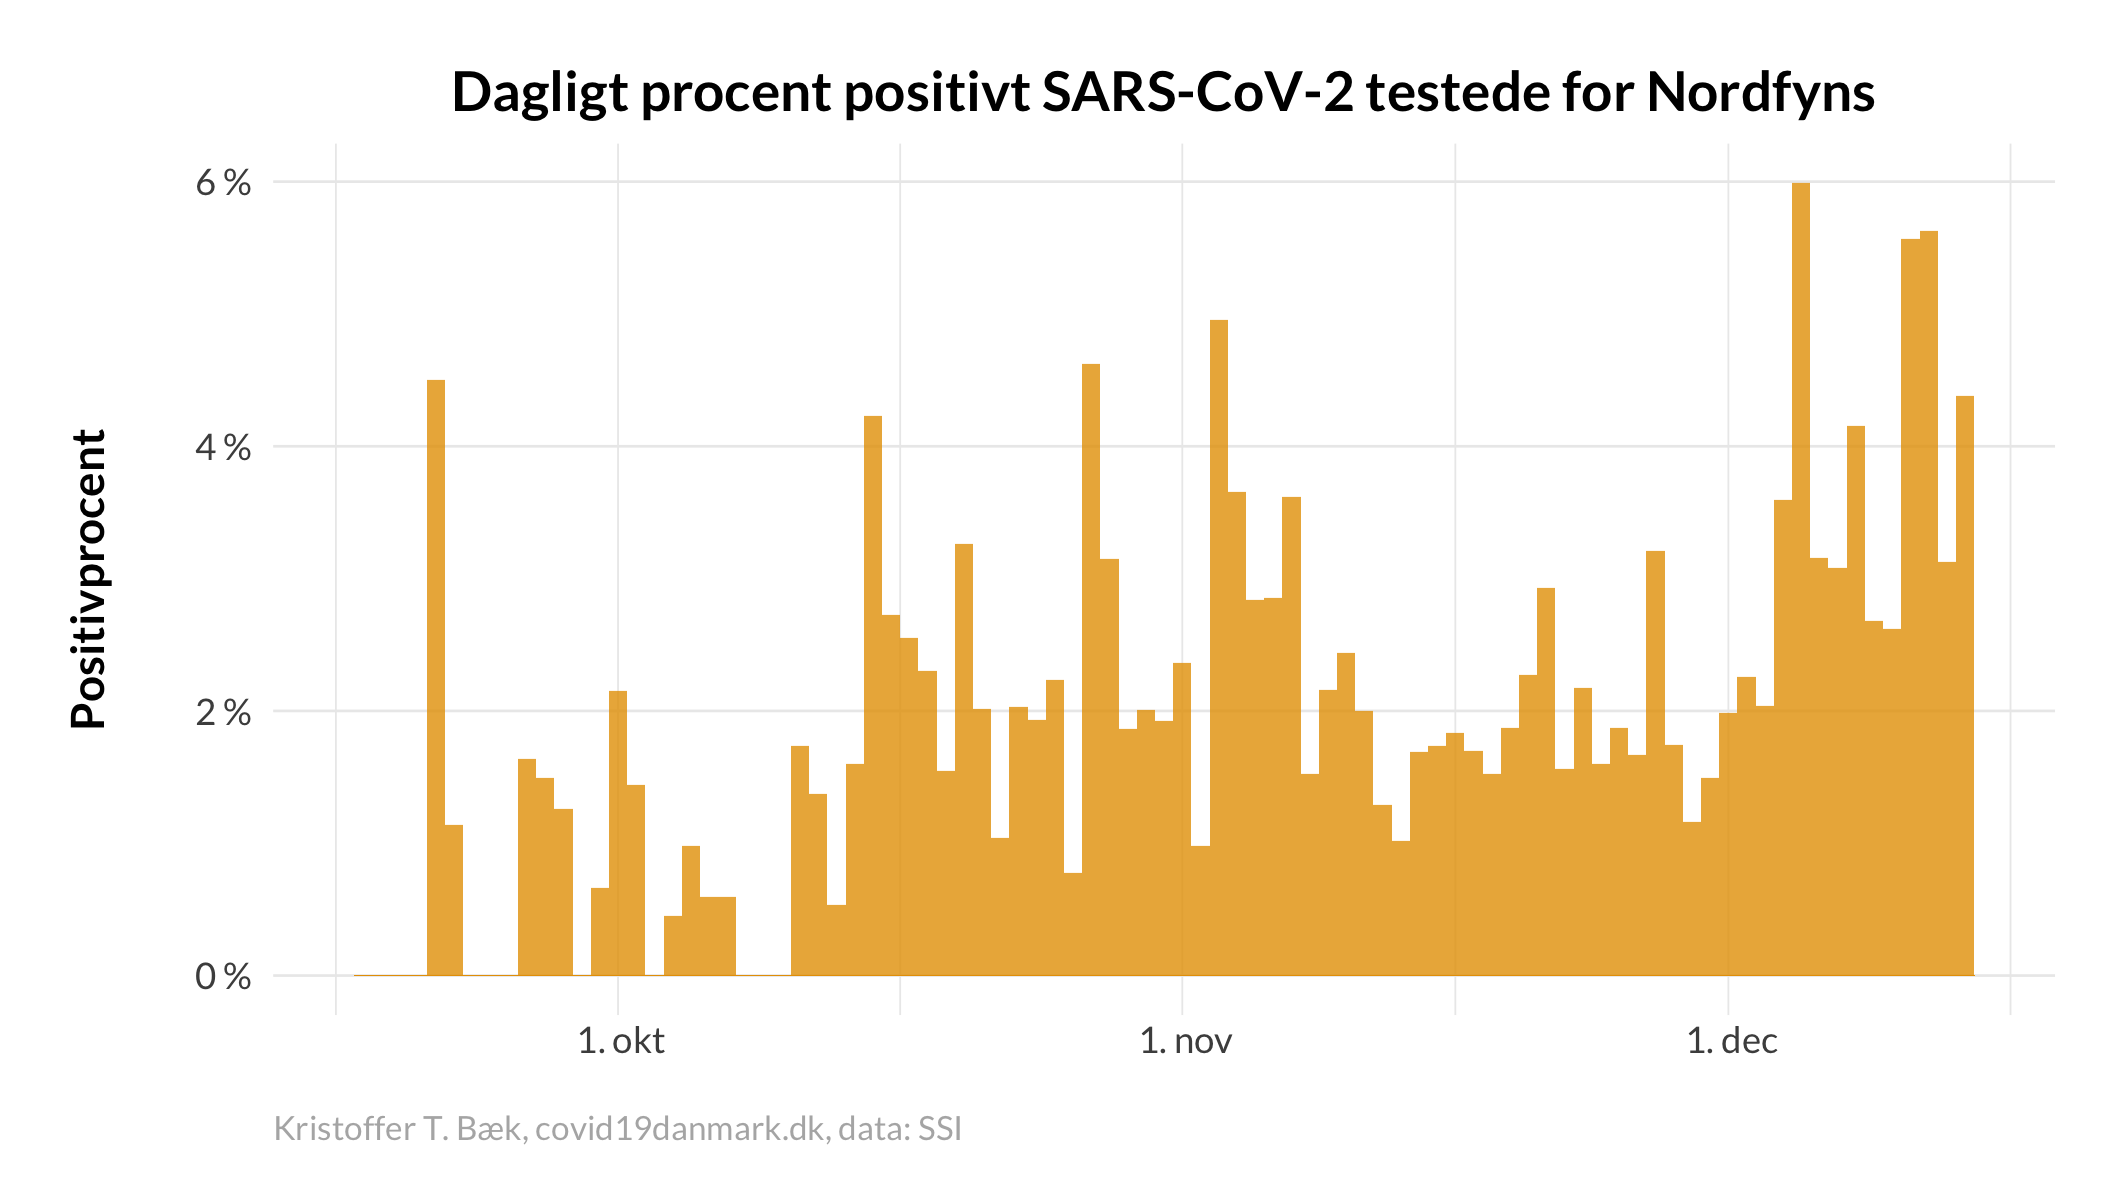 Dagligt procent positivt SARS-CoV-2 testede for Nordfyns
Positivprocent
6 %
4 %
2 %
0 %
1. okt
1. nov
1. dec
Kristoffer T. Bæk, covid19danmark.dk, data: SSI